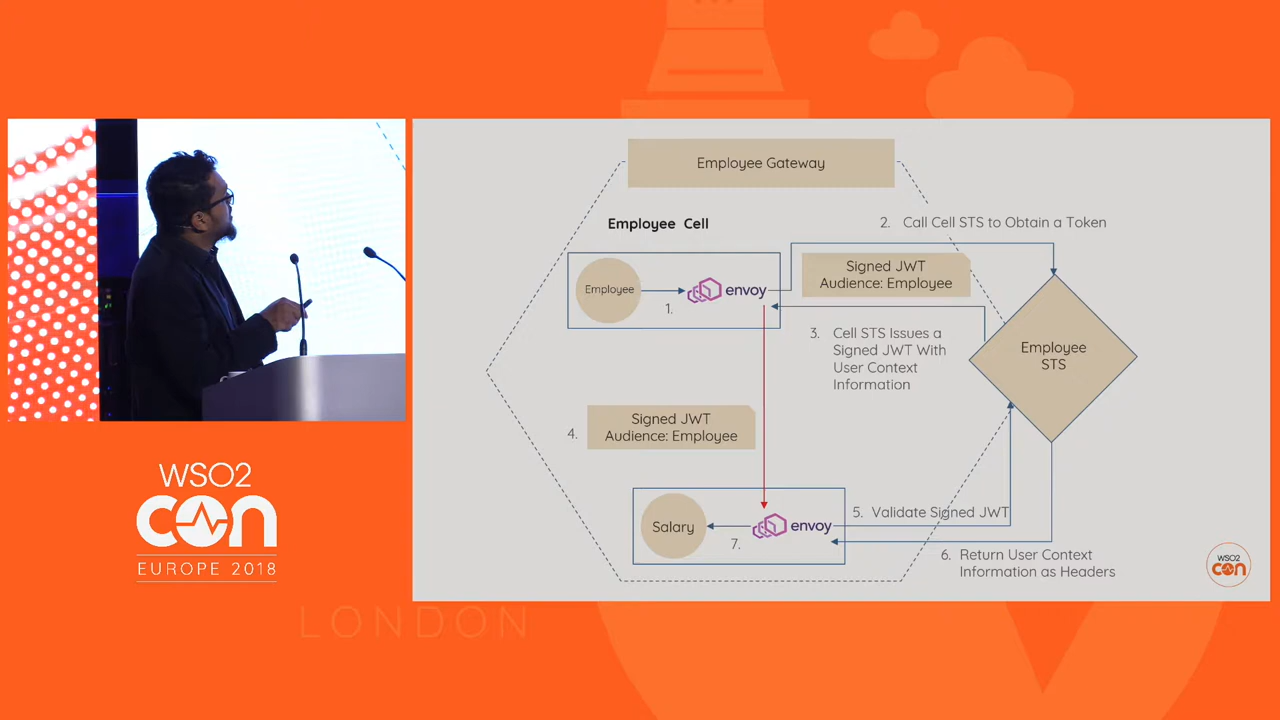 Employee Gateway
Employee Cell
2. Call Cell STS to Obtain a Token
Signed JWT
Audience: Employee
Employee
envoy
1.
3. Cell STS Issues a
Signed JWT With
User Context
Information
Employee
STS
4.
Signed JWT
Audience: Employee
Salary
envoy
7.
5. Validate Signed JWT
6. Return User Context
Information as Headers
WSO2
CON
WSO2
CON
EUROPE 2018
LONDON